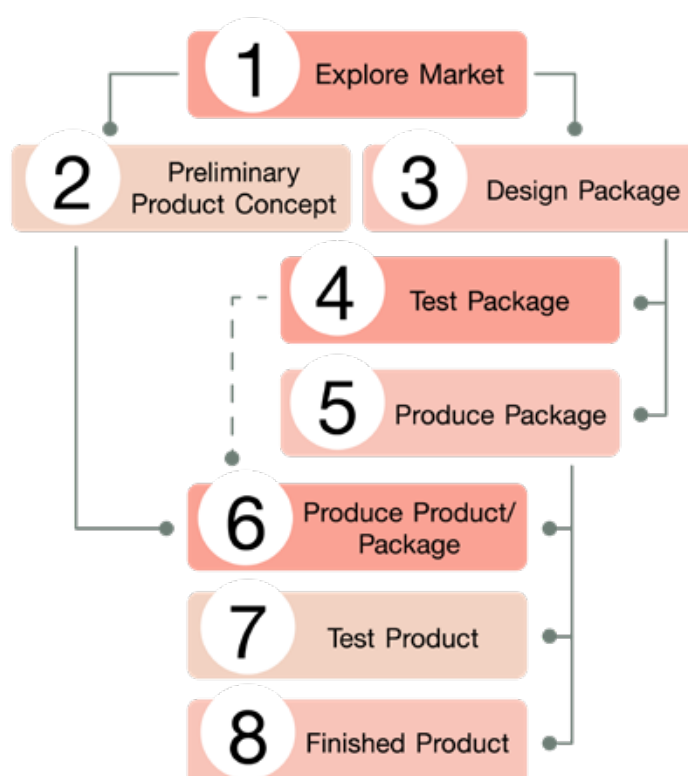 1
Explore Market
2
Preliminary
Product Concept
3
Design Package
4
Test Package
5
Produce Package
6
Produce Product/
Package
7
Test Product
8
Finished Product